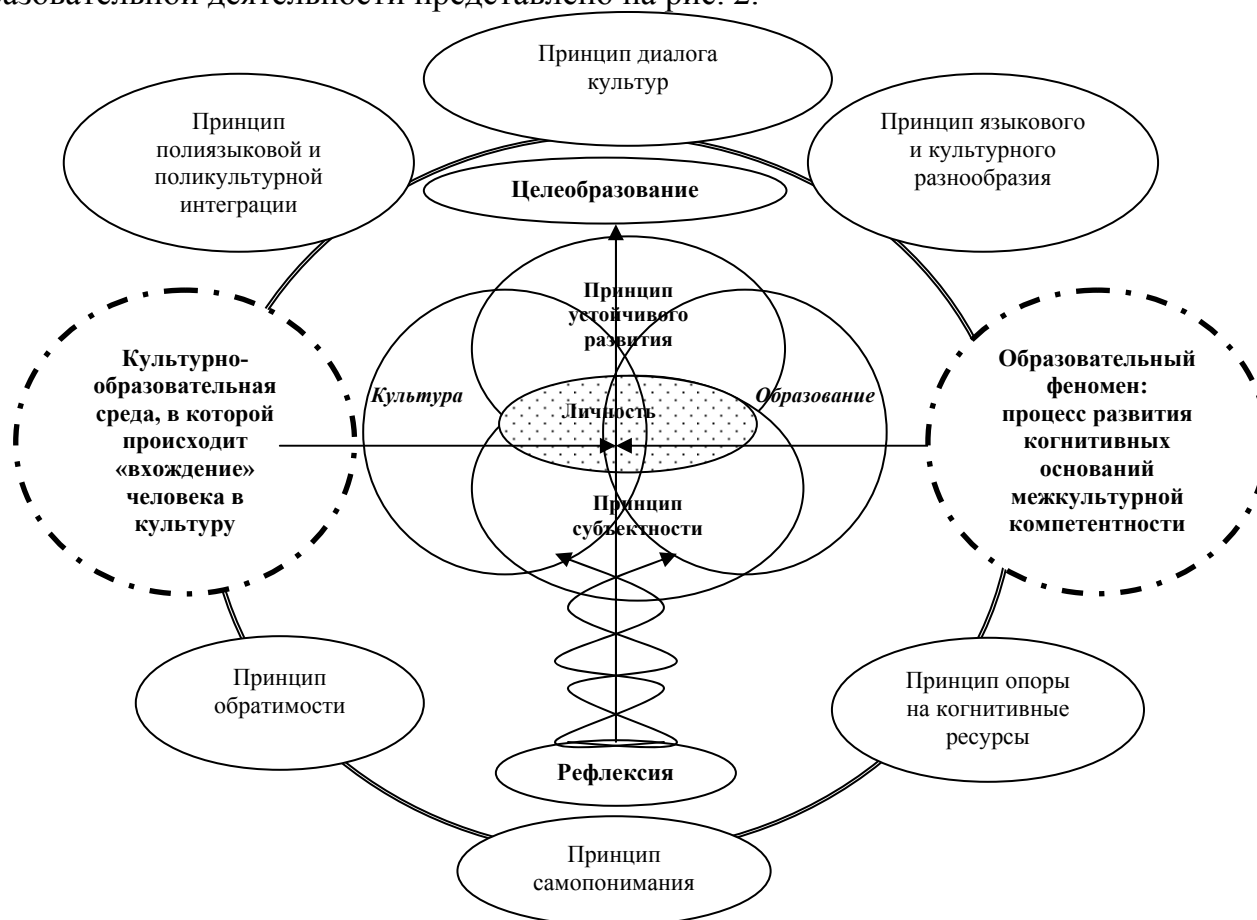 разовательной деятельности представлено на рис. 2.
Принцип диалога
культур
Принцип
полиязыковой и
поликультурной
интеграции
Принцип языкового
и культурного
разнообразия
Целеобразование
Принцип
устойчивого
развития
Культурно-
образовательная
среда, в которой
происходит
«вхождение»
человека в
культуру
Культура
Личность
Образование
Образовательный
феномен:
процесс развития
когнитивных
оснований
межкультурной
компетентности
Принцип
субъектности
Принцип
обратимости
Принцип опоры
на когнитивные
ресурсы
Рефлексия
Принцип
самопонимания